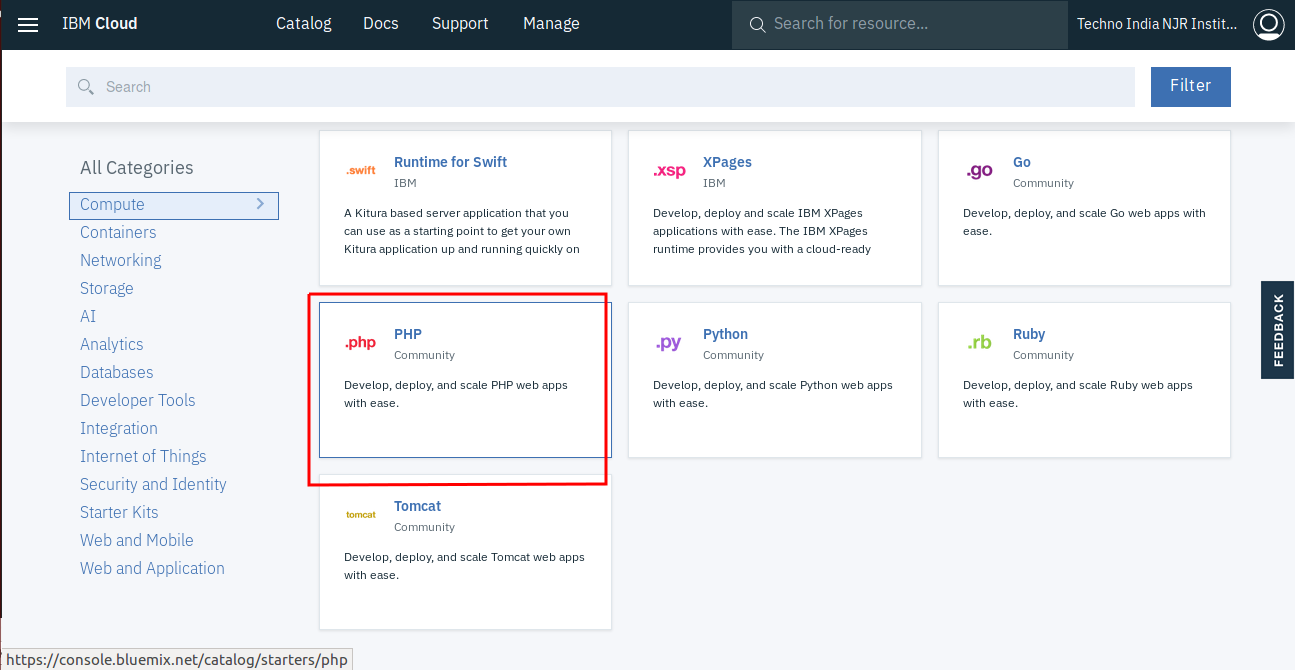 IBM Cloud Catalog Docs Support Manage Search for resource... Techno India NJR Instit...
Search Filter
All Categories
Compute
Containers
Networking
Storage
AI
Analytics
Databases
Developer Tools
Integration
Internet of Things
Security and Identity
Starter Kits
Web and Mobile
Web and Application
.swift
Runtime for Swift
IBM
A Kitura based server application that you
can use as a starting point to get your own
Kitura application up and running quickly on
.xsp
XPages
IBM
Develop, deploy and scale IBM XPages
applications with ease. The IBM XPages
runtime provides you with a cloud-ready
.go
Go
Community
Develop, deploy, and scale Go web apps with
ease.
.php
PHP
Community
Develop, deploy, and scale PHP web apps
with ease.
.py
Python
Community
Develop, deploy, and scale Python web apps
with ease.
.rb
Ruby
Community
Develop, deploy, and scale Ruby web apps
with ease.
tomcat
Tomcat
Community
Develop, deploy, and scale Tomcat web apps
with ease.
FEEDBACK
https://console.bluemix.net/catalog/starters/php